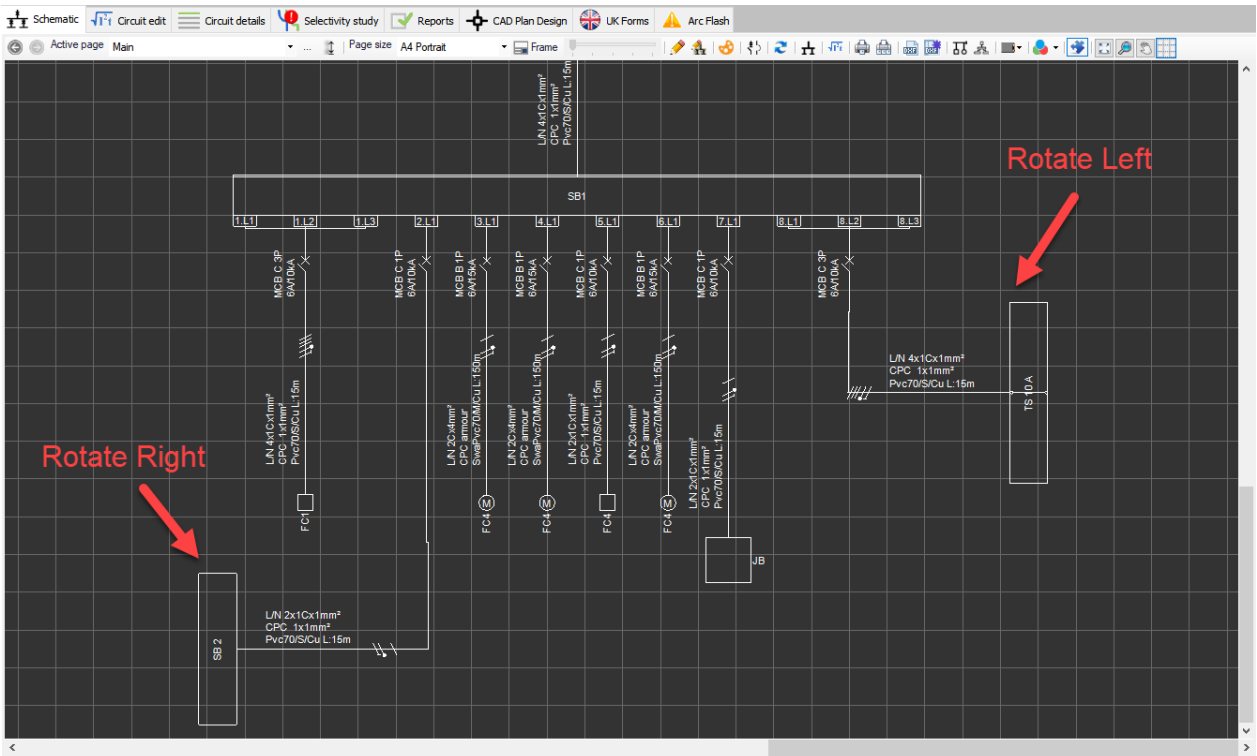 Schematic Circuit edit Circuit details Selectivity study Reports CAD Plan Design UK Forms Arc Flash
Active page Main ... Page size A4 Portrait Frame
L/N 4x1Cx1mm²
CPC 1x1mm²
Pvc70/S/Cu L:15m
Rotate Left
SB1
1.L1 1.L2 1.L3 2.L1 3.L1 4.L1 5.L1 6.L1 7.L1 8.L1 8.L2 8.L3
MCB C 3P
6A/10kA
MCB C 1P
6A/10kA
MCB B 1P
6A/15kA
MCB B 1P
6A/15kA
MCB C 1P
6A/10kA
MCB B 1P
6A/15kA
MCB C 1P
6A/10kA
MCB C 3P
6A/10kA
L/N 4x1Cx1mm²
CPC 1x1mm²
Pvc70/S/Cu L:15m
TS 10 A
L/N 4x1Cx1mm²
CPC 1x1mm²
Pvc70/S/Cu L:15m
L/N 2Cx4mm²
CPC armour
SwaPvc70/M/Cu L:150m
L/N 2Cx4mm²
CPC armour
SwaPvc70/M/Cu L:150m
L/N 2x1Cx1mm²
CPC 1x1mm²
Pvc70/S/Cu L:15m
L/N 2Cx4mm²
CPC armour
SwaPvc70/M/Cu L:150m
L/N 2x1Cx1mm²
CPC 1x1mm²
Pvc70/S/Cu L:15m
Rotate Right
M M M
FC1 FC4 FC4 FC4 FC4
JB
L/N 2x1Cx1mm²
CPC 1x1mm²
Pvc70/S/Cu L:15m
SB 2